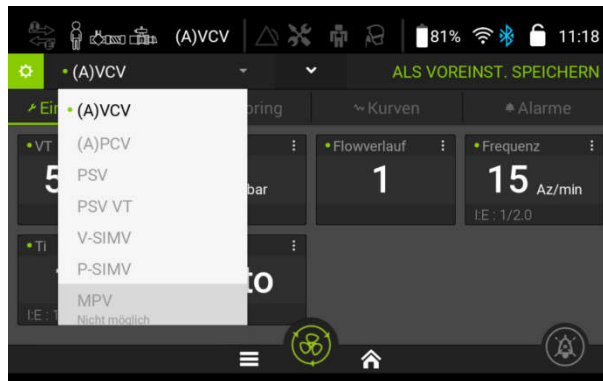 (A)VCV 81% 11:18
• (A)VCV ALS VOREINST. SPEICHERN
Ein oring Kurven Alarme
• (A)VCV
(A)PCV
PSV
PSV VT
V-SIMV
P-SIMV
MPV
Nicht möglich
• VT
5
bar
• Flowverlauf
1
• Frequenz
15 Az/min
I:E : 1/2.0
• Ti
to
I:E : 1